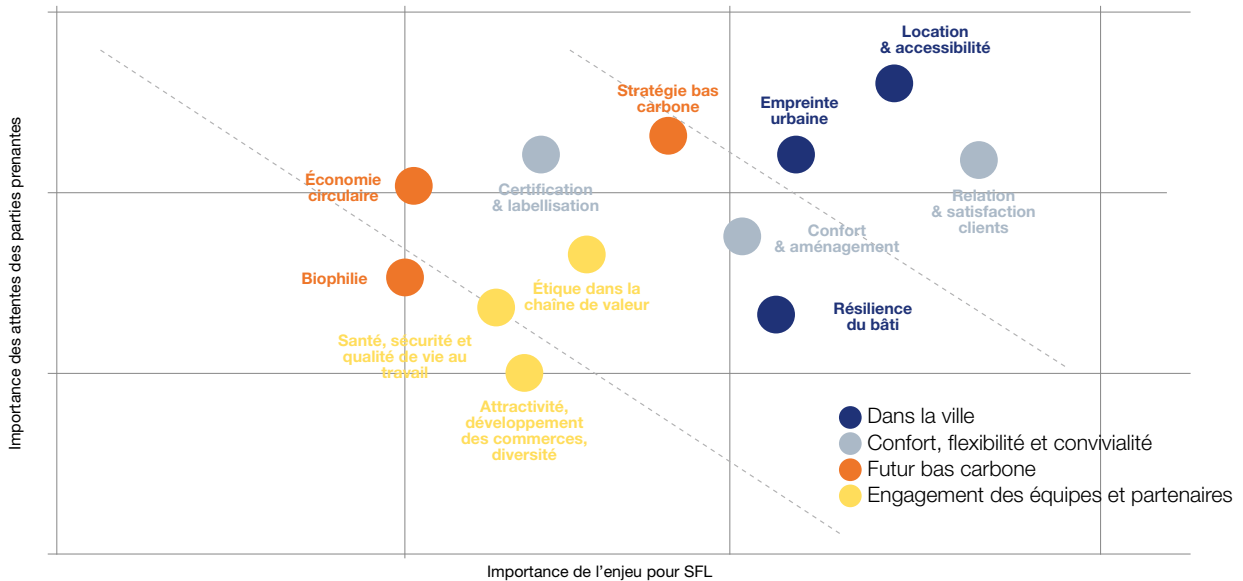 Importance des attentes des parties prenantes
Location
& accessibilité
Stratégie bas
carbone
Empreinte
urbaine
Économie
circulaire
Certification
& labellisation
Relation
& satisfaction
clients
Confort
& aménagement
Biophilie
Étique dans la
chaîne de valeur
Résilience
du bâti
Santé, sécurité et
qualité de vie au
travail
Attractivité,
développement
des commerces,
diversité
Dans la ville
Confort, flexibilité et convivialité
Futur bas carbone
Engagement des équipes et partenaires
Importance de l'enjeu pour SFL